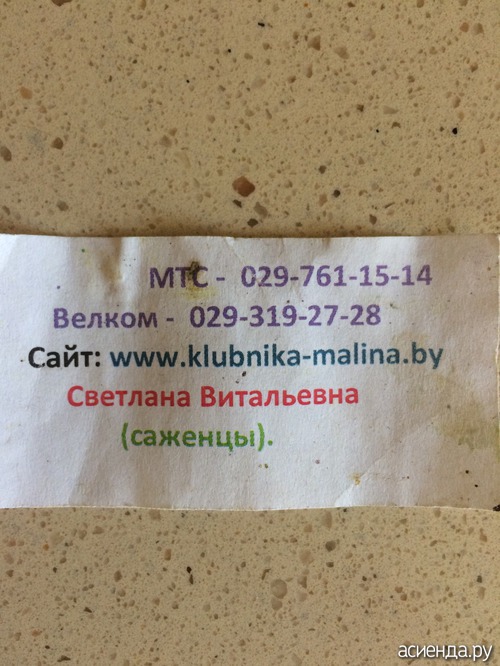 МТС - 029-761-15-14
Велком - 029-319-27-28
Сайт: www.klubnika-malina.by
Светлана Витальевна
(саженцы).
асиенда.ру